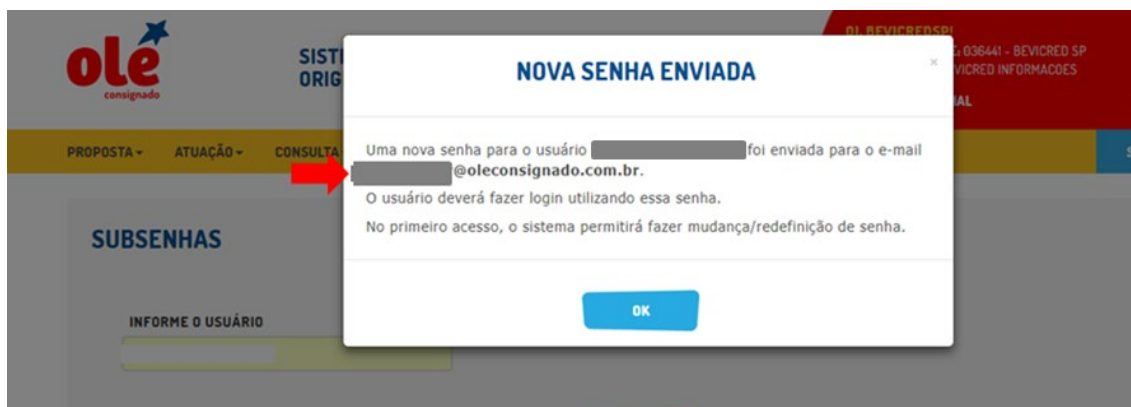 olé
consignado
SISTE
ORIG
OI, BEVICREDSP!
036441 - BEVICRED SP
VICRED INFORMACOES
IAL
PROPOSTA
ATUAÇÃO
CONSULTA
SUBSENHAS
INFORME O USUÁRIO
NOVA SENHA ENVIADA
×
Uma nova senha para o usuário foi enviada para o e-mail
@oleconsignado.com.br.
O usuário deverá fazer login utilizando essa senha.
No primeiro acesso, o sistema permitirá fazer mudança/redefinição de senha.
OK